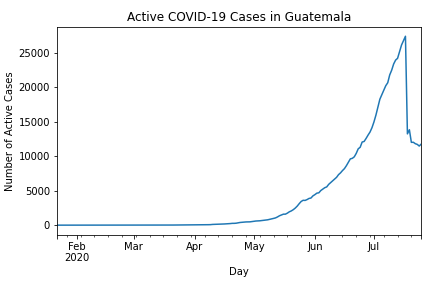 Active COVID-19 Cases in Guatemala
Number of Active Cases
25000
20000
15000
10000
5000
0
Feb
2020
Mar
Apr
May
Jun
Jul
Day